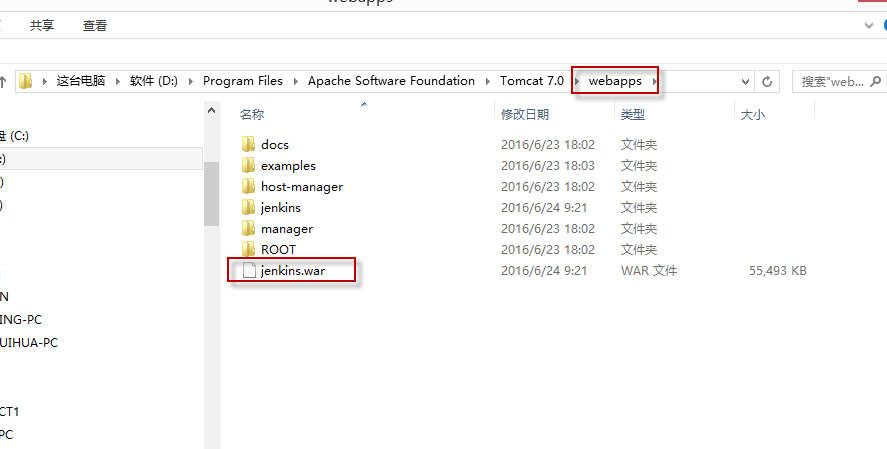 webapps
共享 查看
这台电脑 软件 (D:) Program Files Apache Software Foundation Tomcat 7.0 webapps 搜索"web...
名称 修改日期 类型 大小
盘 (C:)
:)
)
)
N
ING-PC
UIHUA-PC
CT1
PC
docs 2016/6/23 18:02 文件夹
examples 2016/6/23 18:03 文件夹
host-manager 2016/6/23 18:02 文件夹
jenkins 2016/6/24 9:21 文件夹
manager 2016/6/23 18:02 文件夹
ROOT 2016/6/23 18:02 文件夹
jenkins.war 2016/6/24 9:21 WAR 文件 55,493 KB